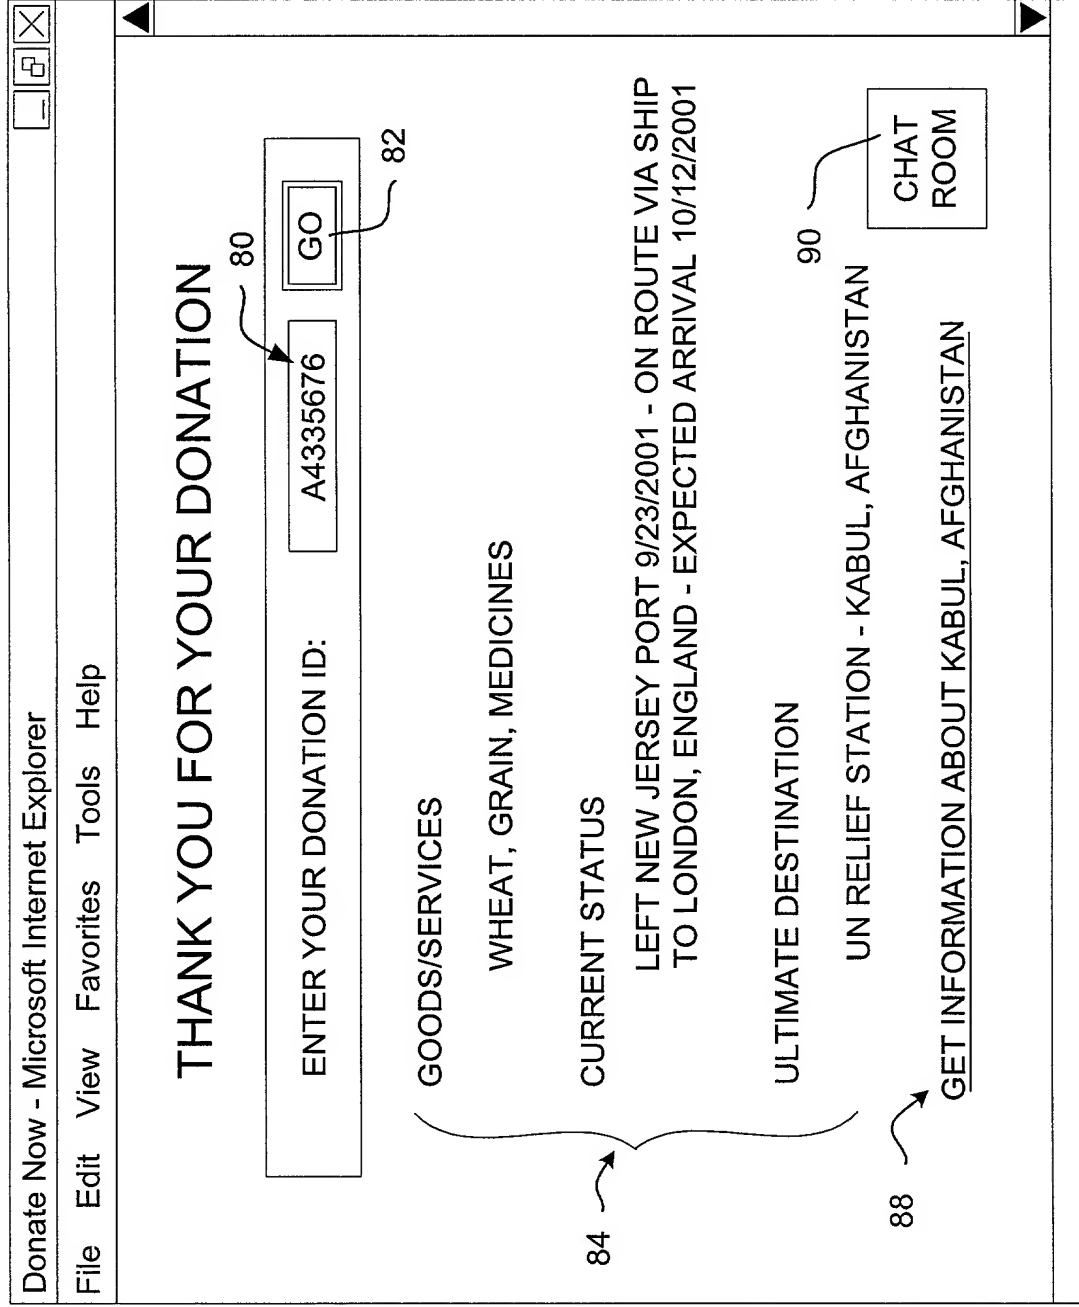 Donate Now - Microsoft Internet Explorer
File Edit View Favorites Tools Help
THANK YOU FOR YOUR DONATION
80
ENTER YOUR DONATION ID: A4335676 GO
82
GOODS/SERVICES
WHEAT, GRAIN, MEDICINES
84
CURRENT STATUS
LEFT NEW JERSEY PORT 9/23/2001 - ON ROUTE VIA SHIP
TO LONDON, ENGLAND - EXPECTED ARRIVAL 10/12/2001
ULTIMATE DESTINATION
UN RELIEF STATION - KABUL, AFGHANISTAN
90
88
GET INFORMATION ABOUT KABUL, AFGHANISTAN
CHAT
ROOM